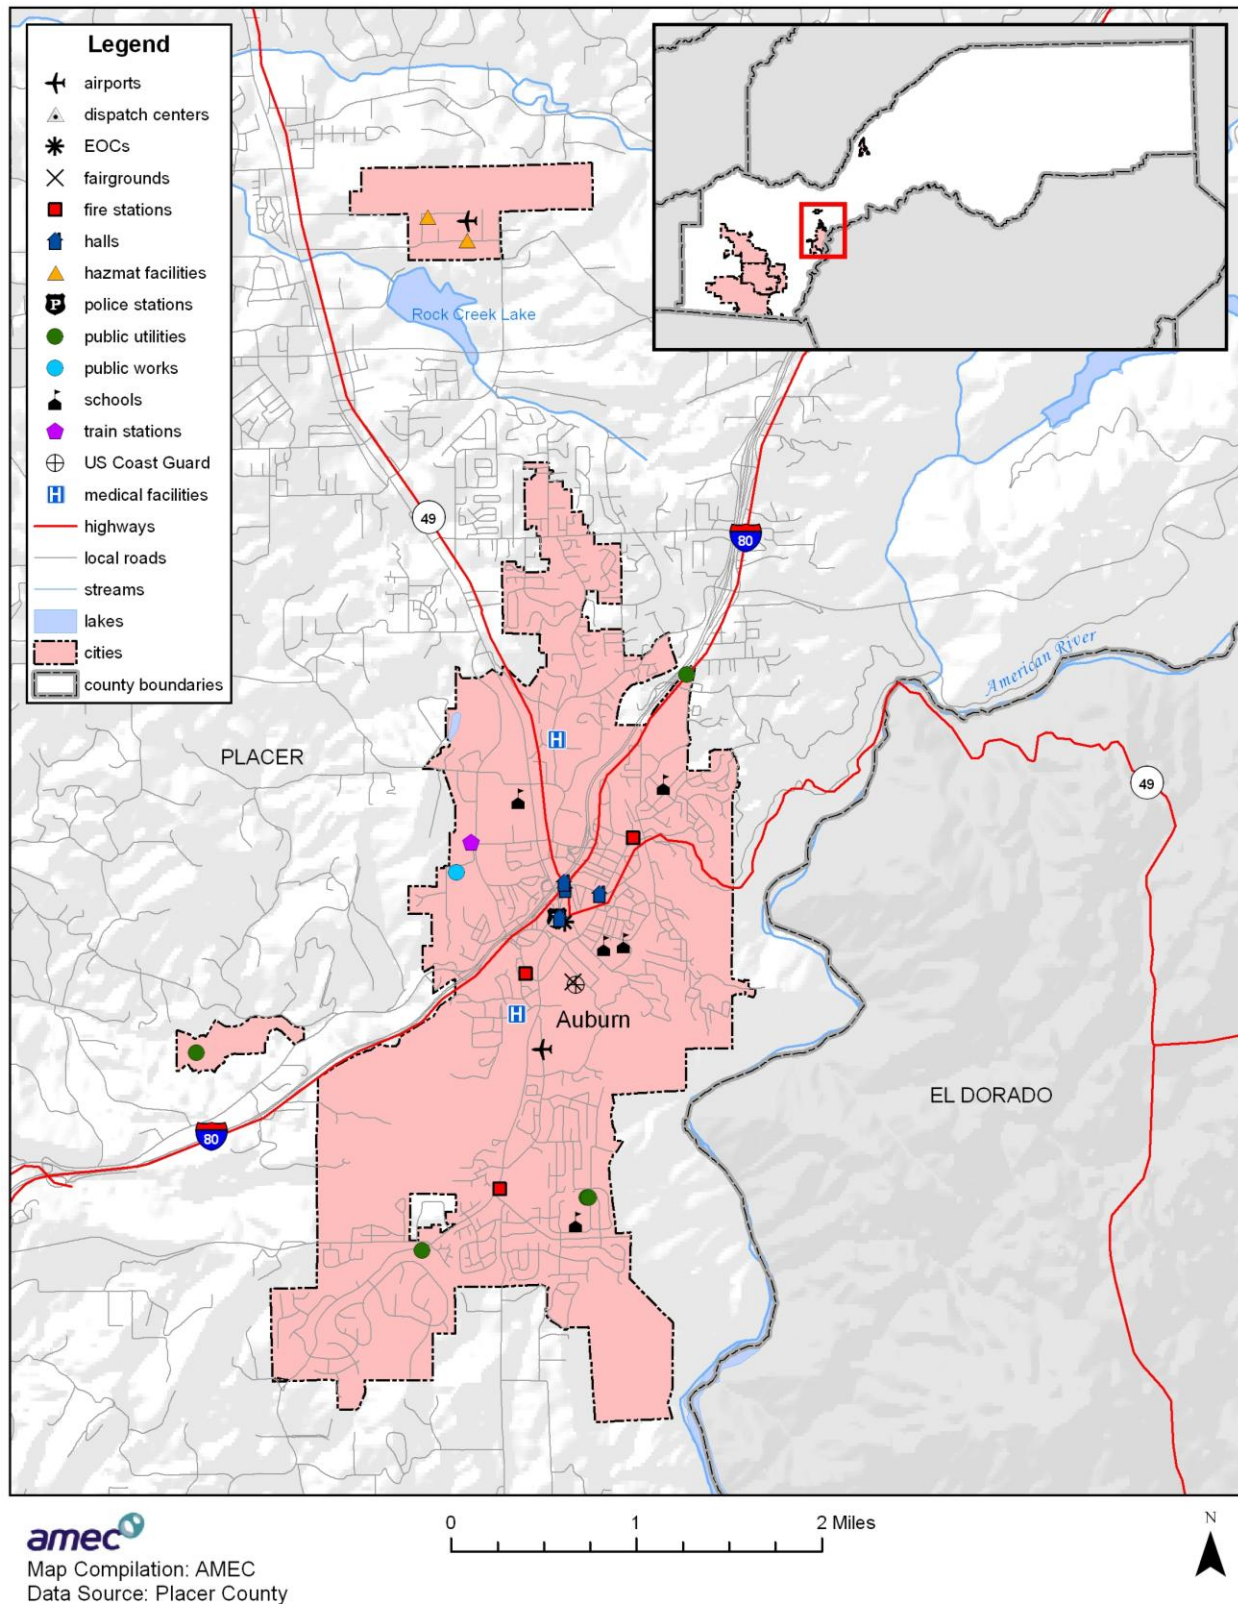 Legend
airports
dispatch centers
EOCs
fairgrounds
fire stations
halls
hazmat facilities
P
police stations
public utilities
public works
schools
train stations
US Coast Guard
H
medical facilities
highways
local roads
streams
lakes
cities
county boundaries
Rock Creek Lake
49
80
American River
PLACER
H
49
H
Auburn
EL DORADO
80
amec
0 1 2 Miles
N
Map Compilation: AMEC
Data Source: Placer County